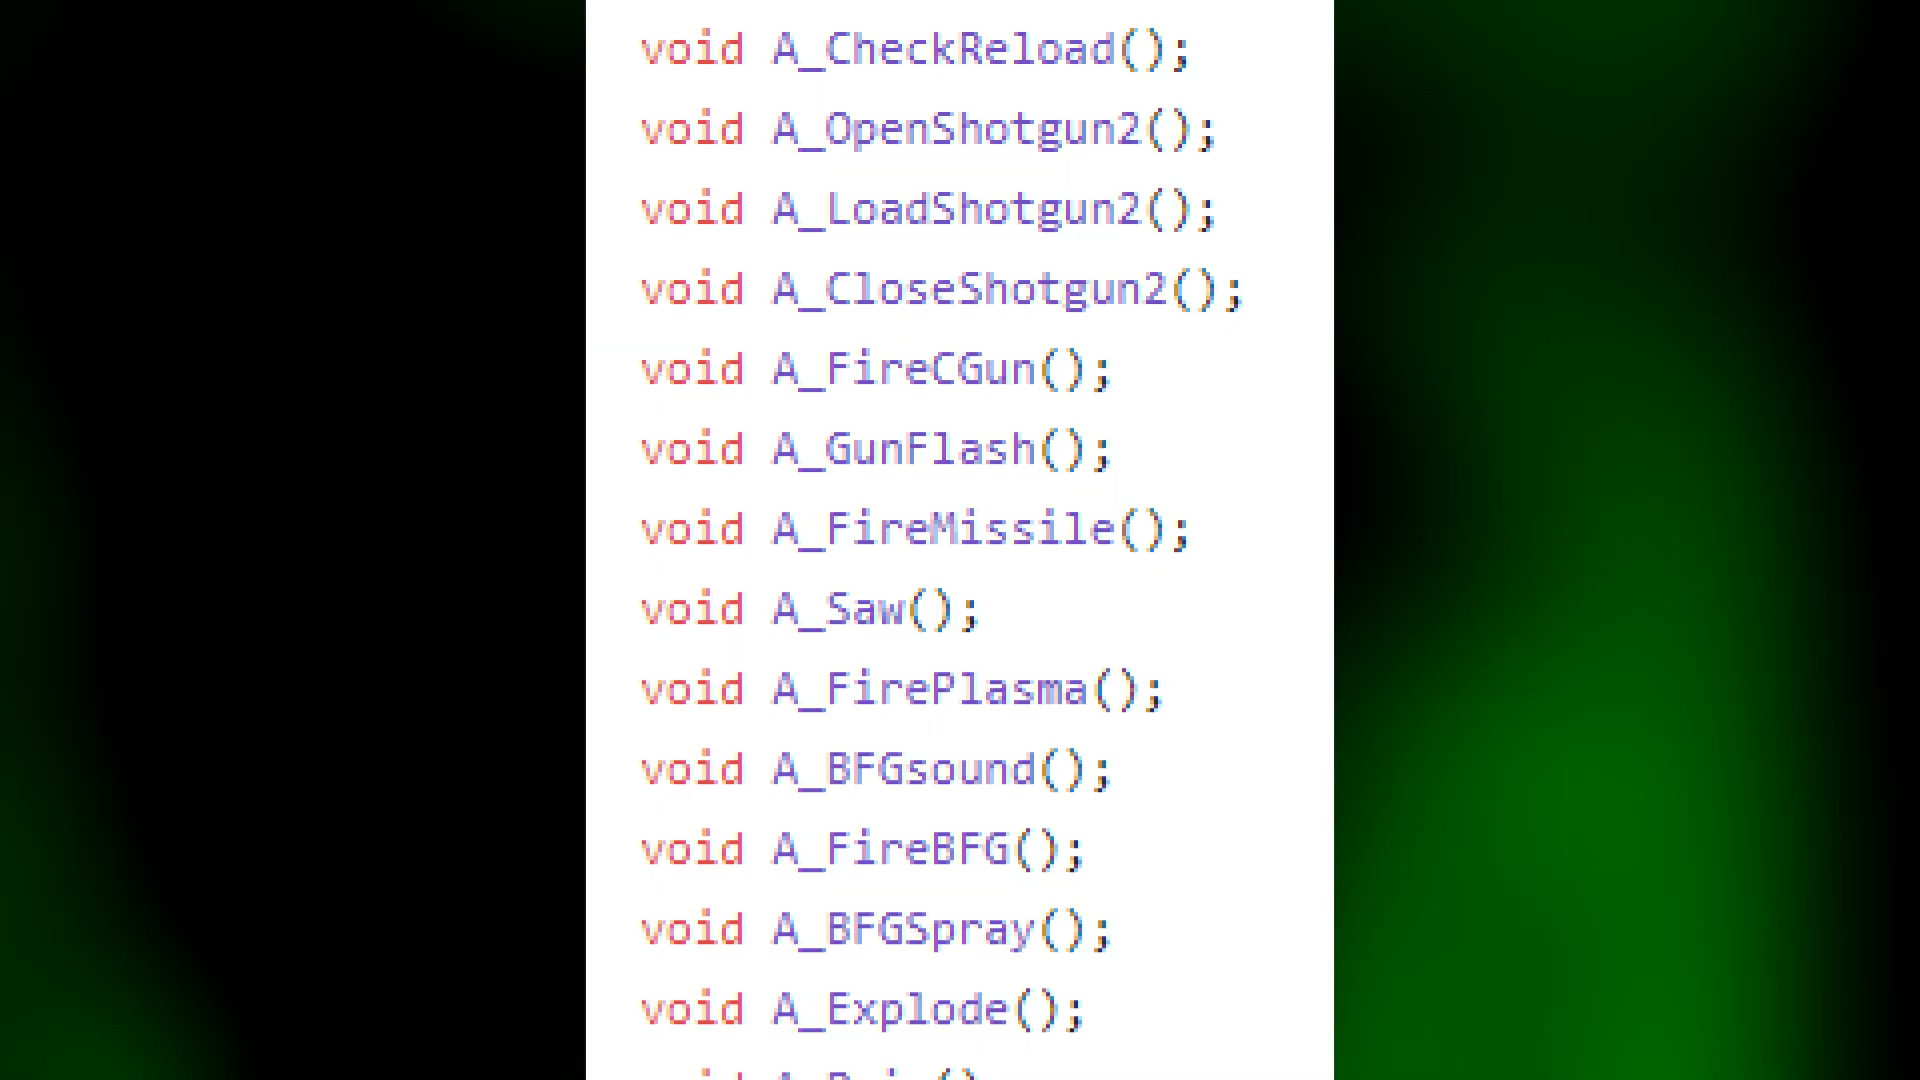 void A_CheckReload();
void A_OpenShotgun2();
void A_LoadShotgun2();
void A_CloseShotgun2();
void A_FireCGun();
void A_GunFlash();
void A_FireMissile();
void A_Saw();
void A_FirePlasma();
void A_BFGsound();
void A_FireBFG();
void A_BFGSpray();
void A_Explode();